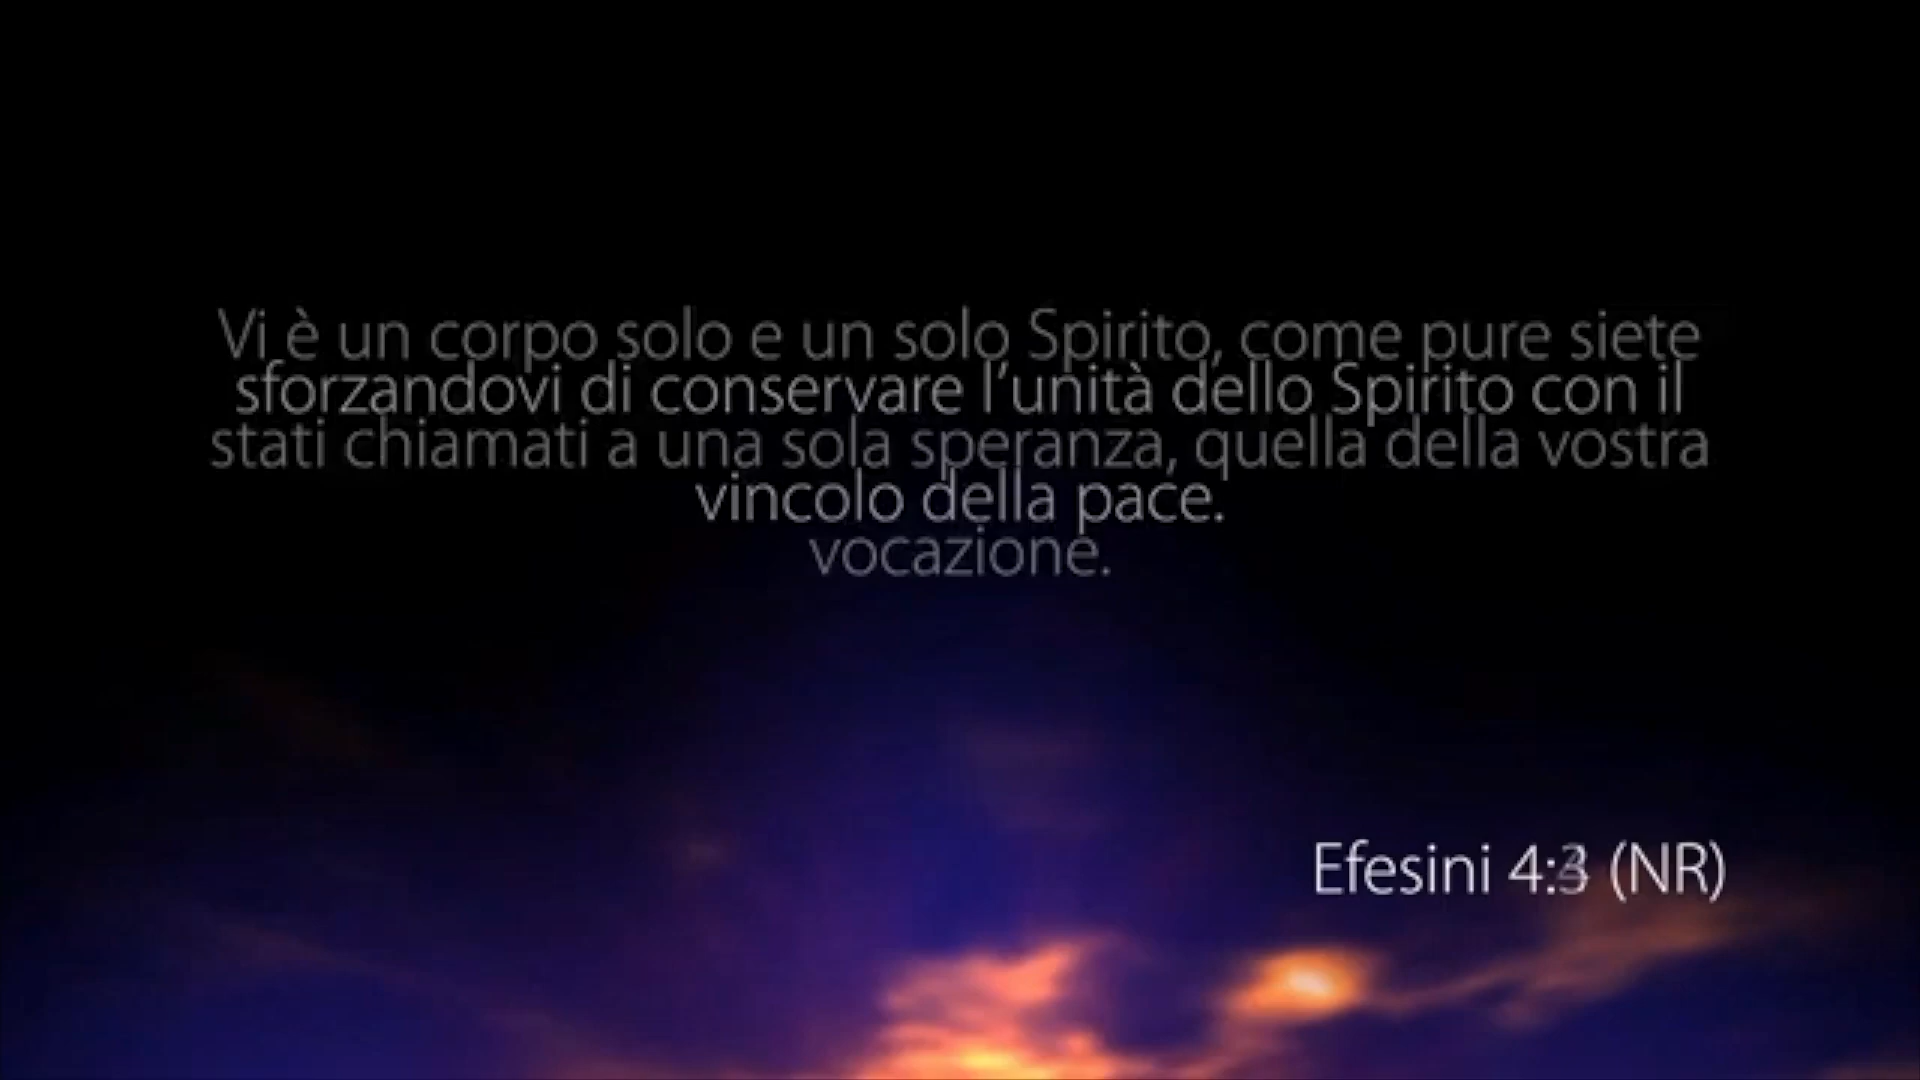 Vi è un corpo solo e un solo Spirito, come pure siete
sforzandovi di conservare l’unità dello Spirito con il
stati chiamati a una sola speranza, quella della vostra
vincolo della pace.
vocazione.
Efesini 4: (NR)